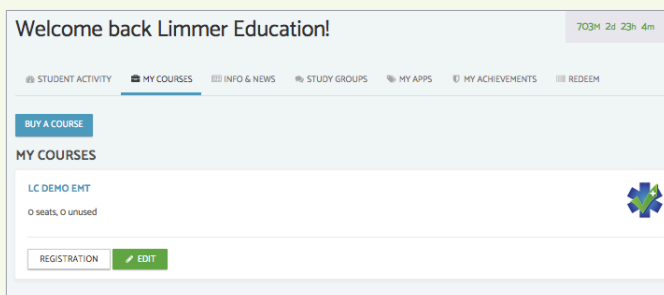 Welcome back Limmer Education!
703M 2d 23h 4m
STUDENT ACTIVITY MY COURSES INFO & NEWS STUDY GROUPS MY APPS MY ACHIEVEMENTS REDEEM
BUY A COURSE
MY COURSES
LC DEMO EMT
0 seats, 0 unused
REGISTRATION EDIT